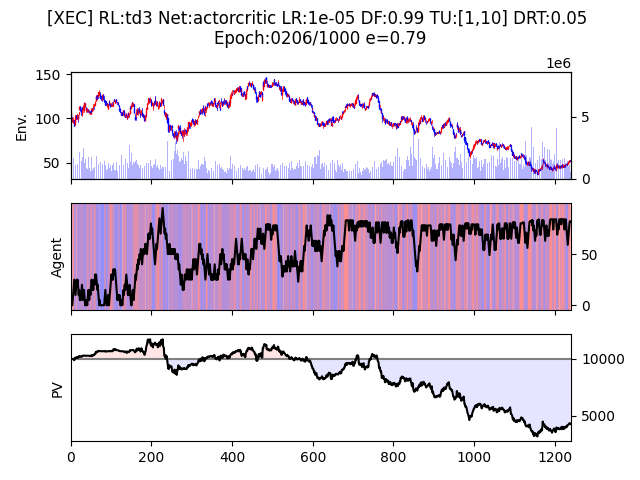 [XEC] RL:td3 Net:actorcritic LR:1e-05 DF:0.99 TU:[1,10] DRT:0.05
Epoch:0206/1000 e=0.79
1e6
150
100
50
Env.
5
0
Agent
50
0
PV
10000
5000
0 200 400 600 800 1000 1200